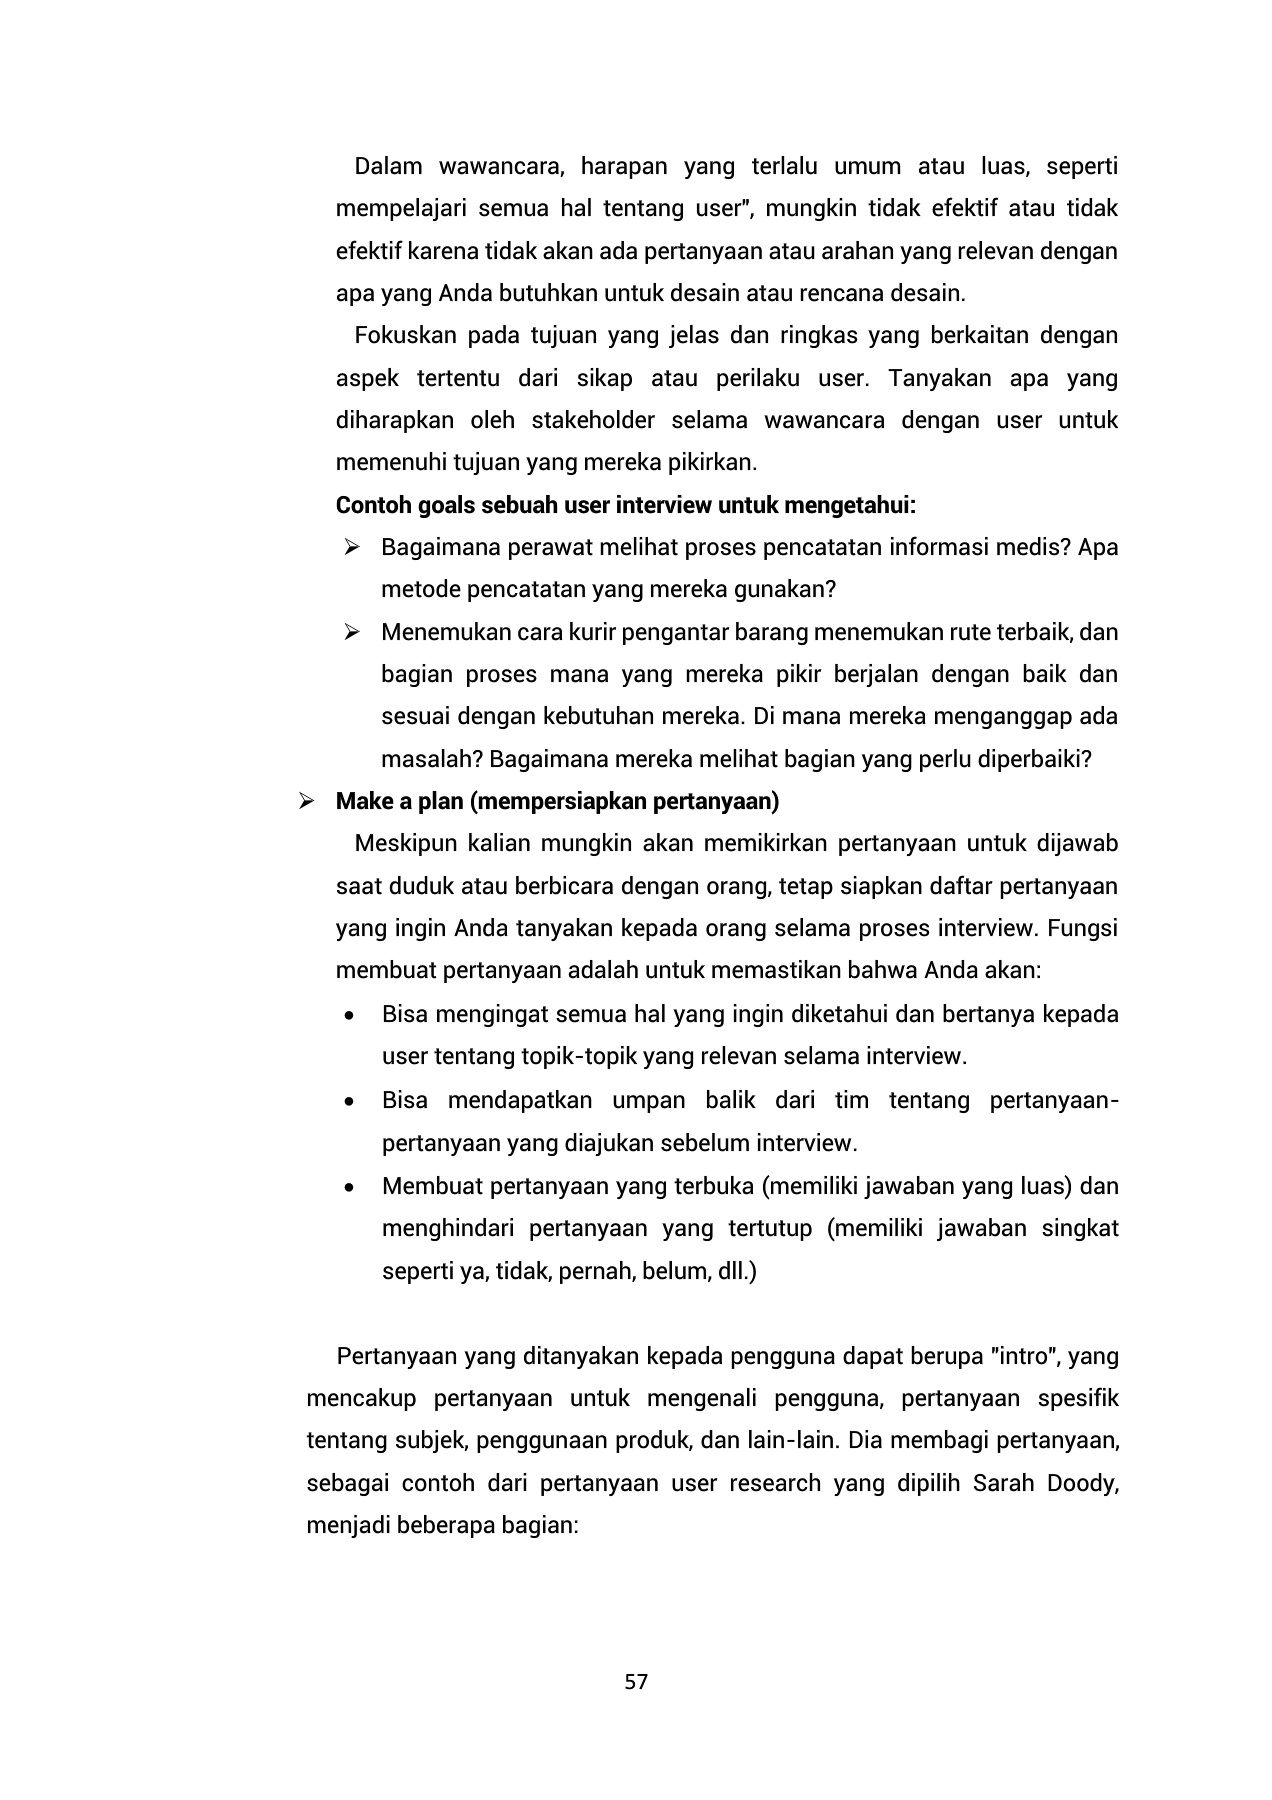 Dalam wawancara, harapan yang terlalu umum atau luas, seperti
mempelajari semua hal tentang user", mungkin tidak efektif atau tidak
efektif karena tidak akan ada pertanyaan atau arahan yang relevan dengan
apa yang Anda butuhkan untuk desain atau rencana desain.
Fokuskan pada tujuan yang jelas dan ringkas yang berkaitan dengan
aspek tertentu dari sikap atau perilaku user. Tanyakan apa yang
diharapkan oleh stakeholder selama wawancara dengan user untuk
memenuhi tujuan yang mereka pikirkan.
Contoh goals sebuah user interview untuk mengetahui:
➢ Bagaimana perawat melihat proses pencatatan informasi medis? Apa
metode pencatatan yang mereka gunakan?
➢ Menemukan cara kurir pengantar barang menemukan rute terbaik, dan
bagian proses mana yang mereka pikir berjalan dengan baik dan
sesuai dengan kebutuhan mereka. Di mana mereka menganggap ada
masalah? Bagaimana mereka melihat bagian yang perlu diperbaiki?
➢ Make a plan (mempersiapkan pertanyaan)
Meskipun kalian mungkin akan memikirkan pertanyaan untuk dijawab
saat duduk atau berbicara dengan orang, tetap siapkan daftar pertanyaan
yang ingin Anda tanyakan kepada orang selama proses interview. Fungsi
membuat pertanyaan adalah untuk memastikan bahwa Anda akan:
• Bisa mengingat semua hal yang ingin diketahui dan bertanya kepada
user tentang topik-topik yang relevan selama interview.
• Bisa mendapatkan umpan balik dari tim tentang pertanyaan-
pertanyaan yang diajukan sebelum interview.
• Membuat pertanyaan yang terbuka (memiliki jawaban yang luas) dan
menghindari pertanyaan yang tertutup (memiliki jawaban singkat
seperti ya, tidak, pernah, belum, dll.)
Pertanyaan yang ditanyakan kepada pengguna dapat berupa "intro", yang
mencakup pertanyaan untuk mengenali pengguna, pertanyaan spesifik
tentang subjek, penggunaan produk, dan lain-lain. Dia membagi pertanyaan,
sebagai contoh dari pertanyaan user research yang dipilih Sarah Doody,
menjadi beberapa bagian:
57